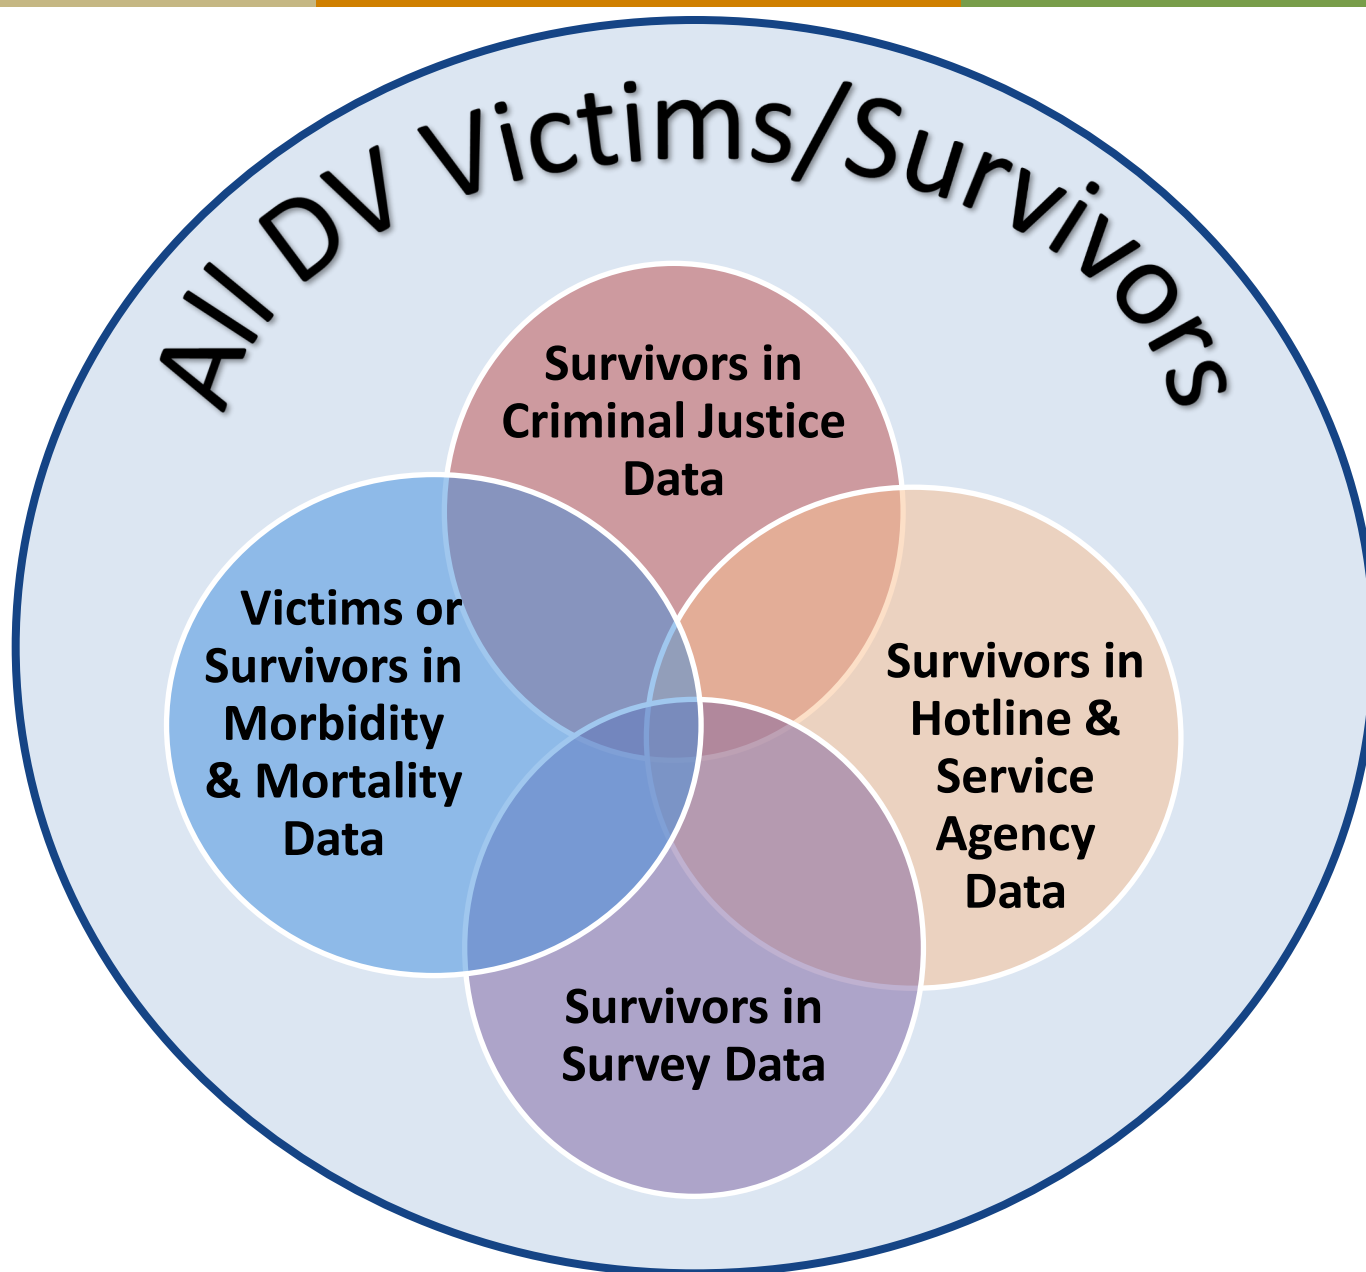 All DV Victims/Survivors
Survivors in
Criminal Justice
Data
Victims or
Survivors in
Morbidity
& Mortality
Data
Survivors in
Hotline &
Service
Agency
Data
Survivors in
Survey Data